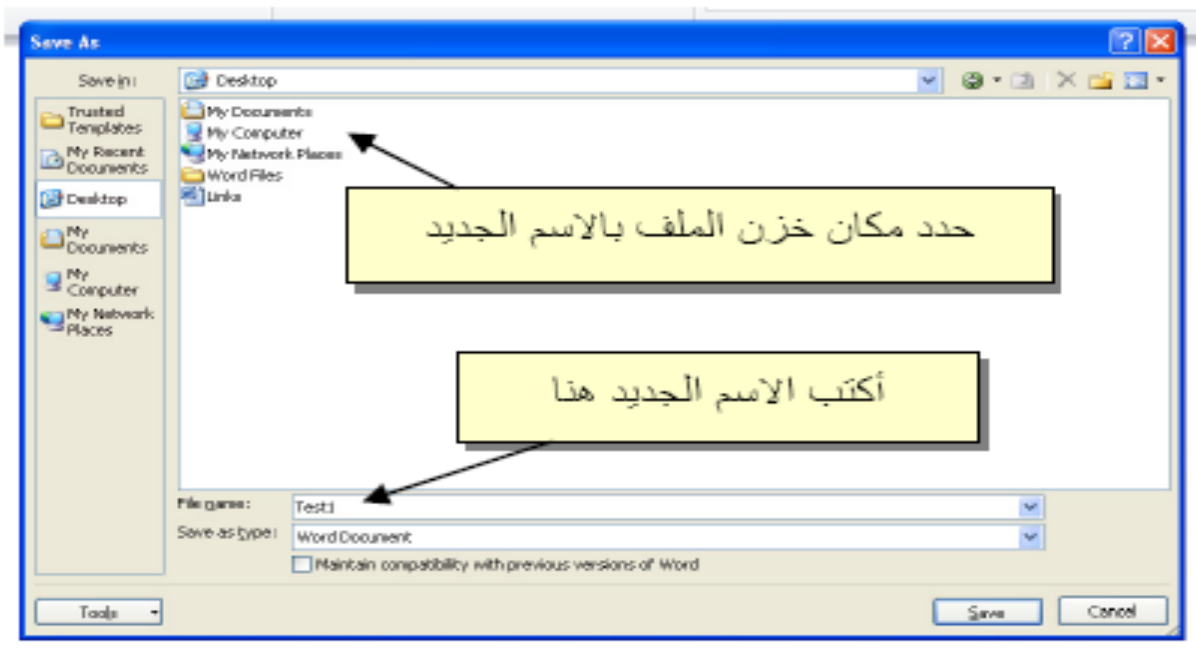 Save As
Save in:
Desktop
Trusted
Templates
My Recent
Documents
Desktop
My
Documents
My
Computer
My Network
Places
My Documents
My Computer
My Network Places
Word Files
Links
حدد مكان خزن الملف بالاسم الجديد
أكتب الاسم الجديد هنا
File name:
Test1
Save as type:
Word Document
Maintain compatibility with previous versions of Word
Tools
Save
Cancel